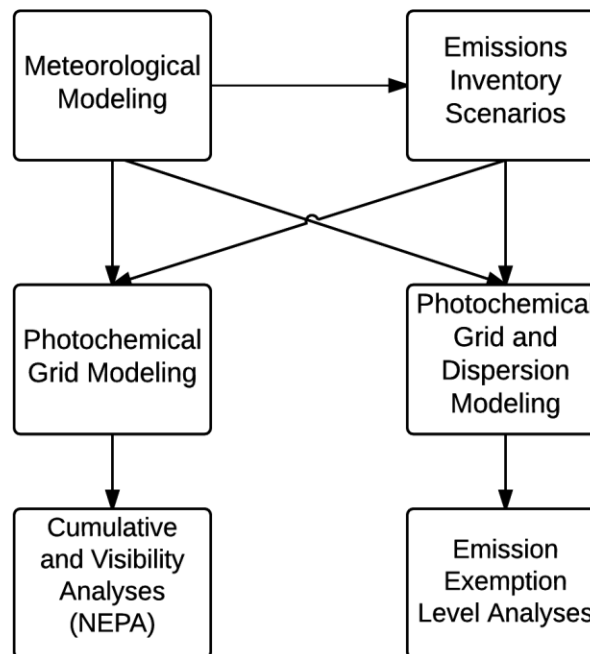 Meteorological
Modeling
Emissions
Inventory
Scenarios
Photochemical
Grid Modeling
Photochemical
Grid and
Dispersion
Modeling
Cumulative
and Visibility
Analyses
(NEPA)
Emission
Exemption
Level Analyses